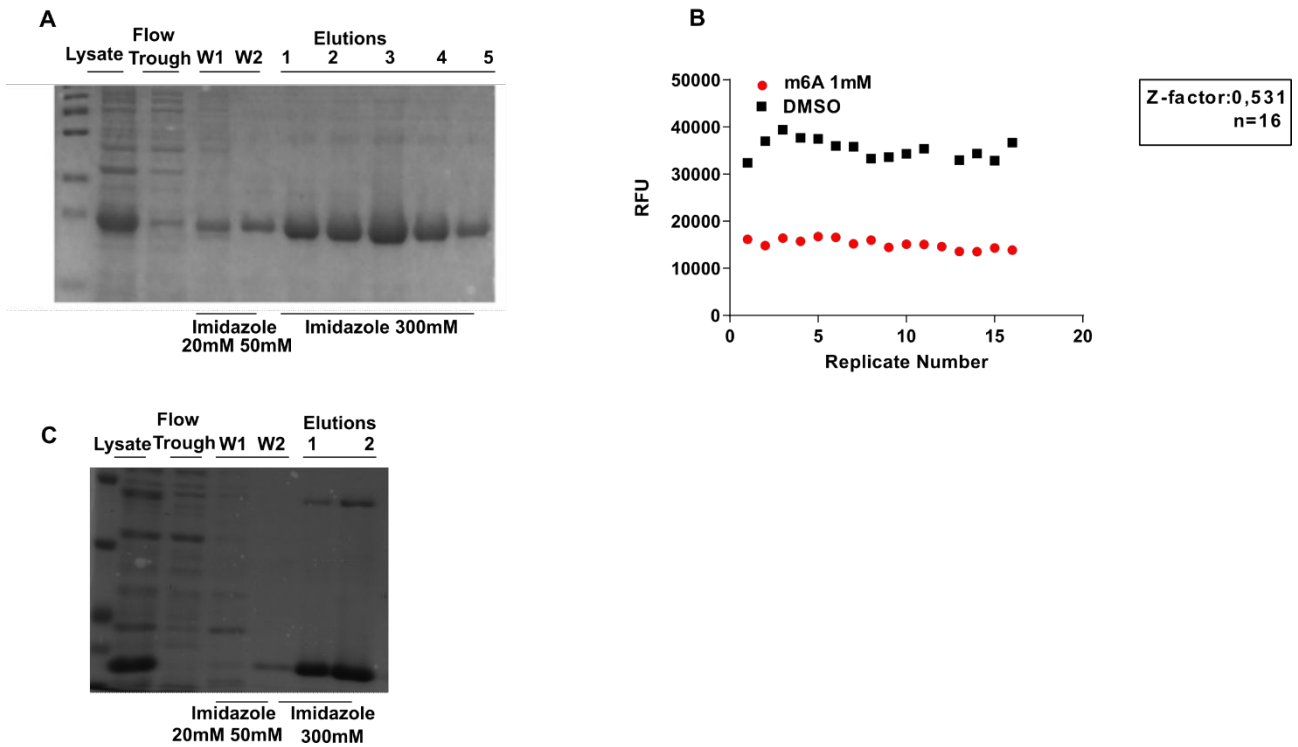 A
Flow
Elutions
Lysate Trough W1 W2 1 2 3 4 5
Imidazole Imidazole 300mM
20mM 50mM
B
m6A 1mM
DMSO
Z-factor:0,531
n=16
50000
40000
30000
20000
10000
0
RFU
0 5 10 15 20
Replicate Number
C
Flow
Elutions
Lysate Trough W1 W2 1 2
Imidazole Imidazole
20mM 50mM 300mM